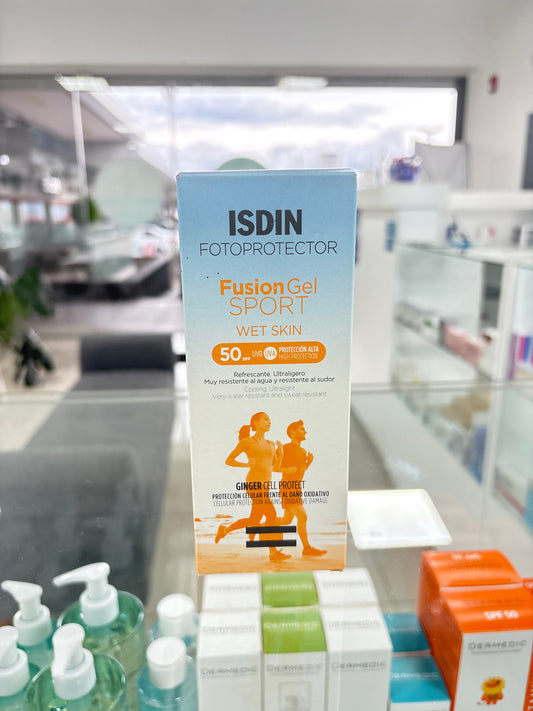 ISDIN
FOTOPROTECTOR
FusionGel
SPORT
WET SKIN
50 SPF UVB UVA PROTECCIÓN ALTA
HIGH PROTECTION
Refrescante. Ultraligero
Muy resistente al agua y resistente al sudor
Cooling. Ultralight
Very water resistant and sweat resistant
GINGER CELL PROTECT
PROTECCIÓN CELULAR FRENTE AL DAÑO OXIDATIVO
CELLULAR PROTECTION AGAINST OXIDATIVE DAMAGE
SPF 50
DERMEDIC
DERMEDIC
DERMEDIC
DERMEDIC